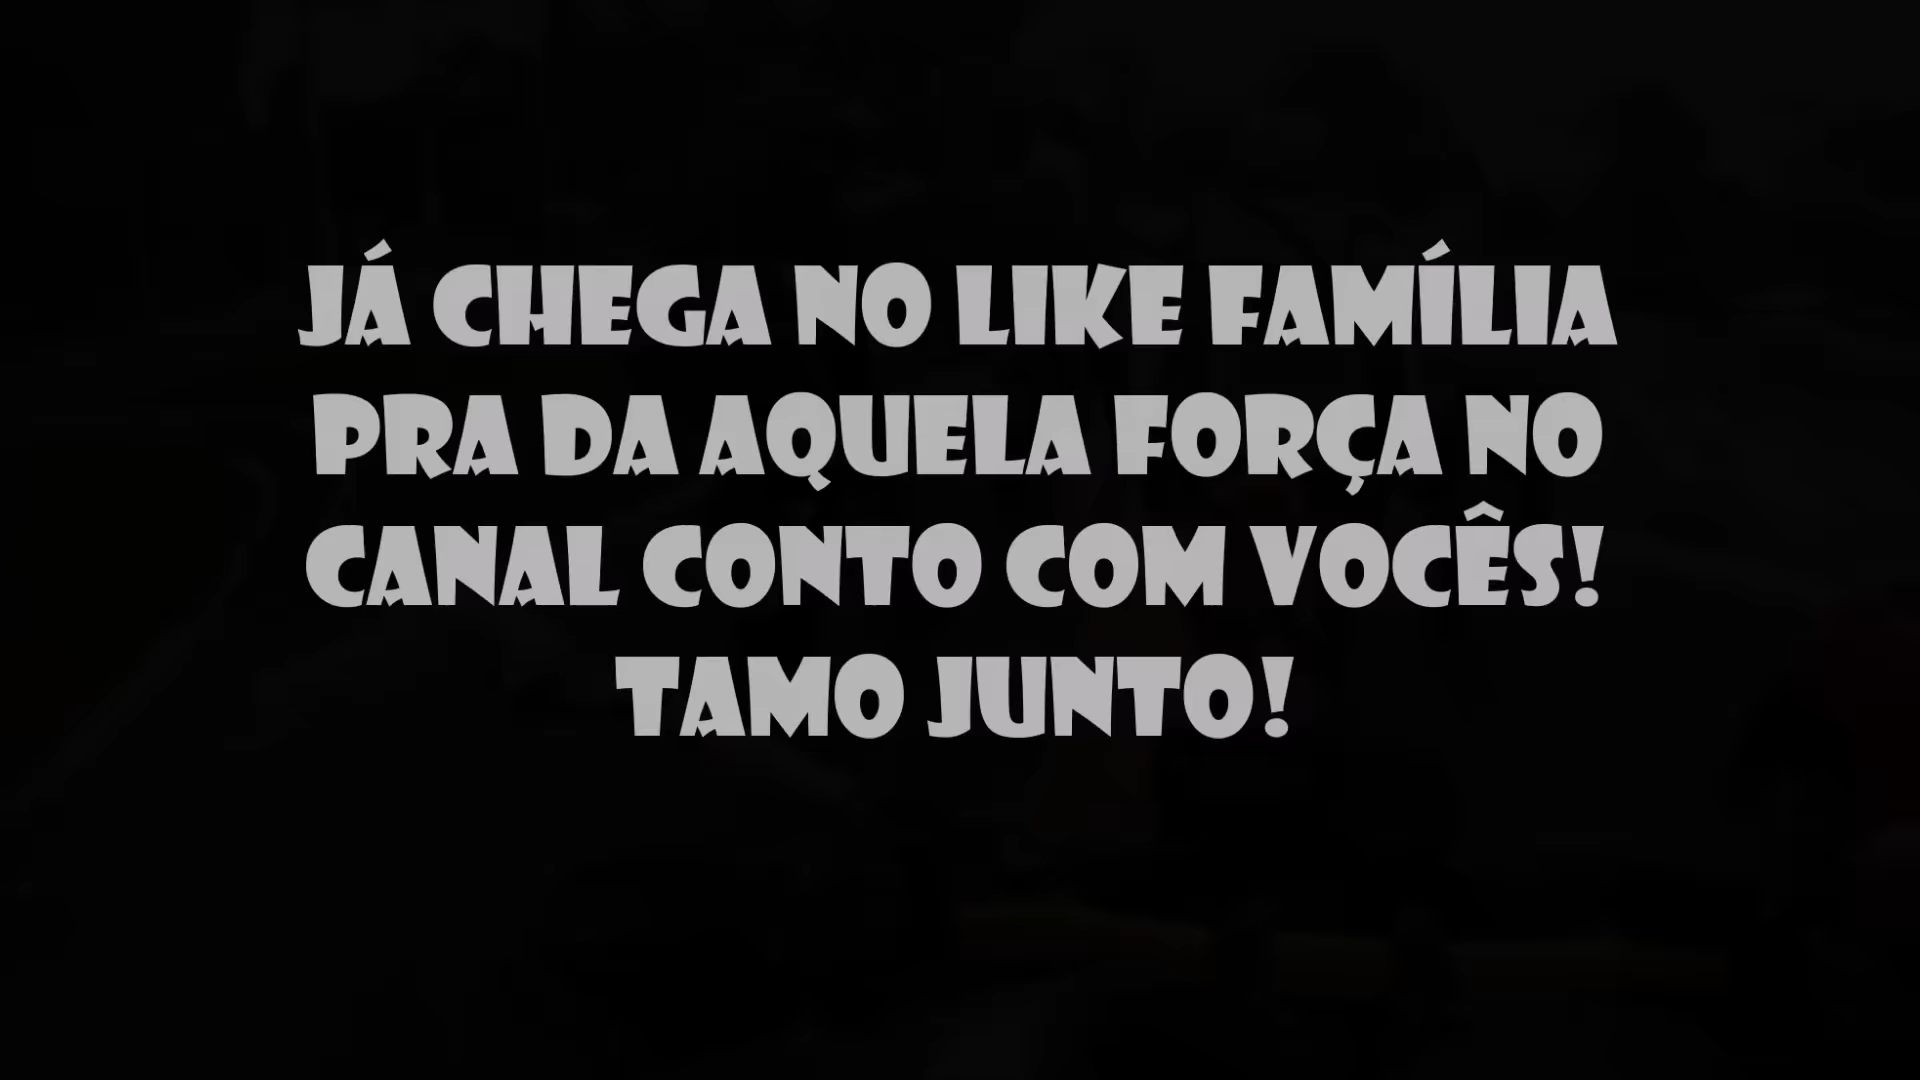 JÁ CHEGA NO LIKE FAMÍLIA
PRA DA AQUELA FORÇA NO
CANAL CONTO COM VOCÊS!
TAMO JUNTO!